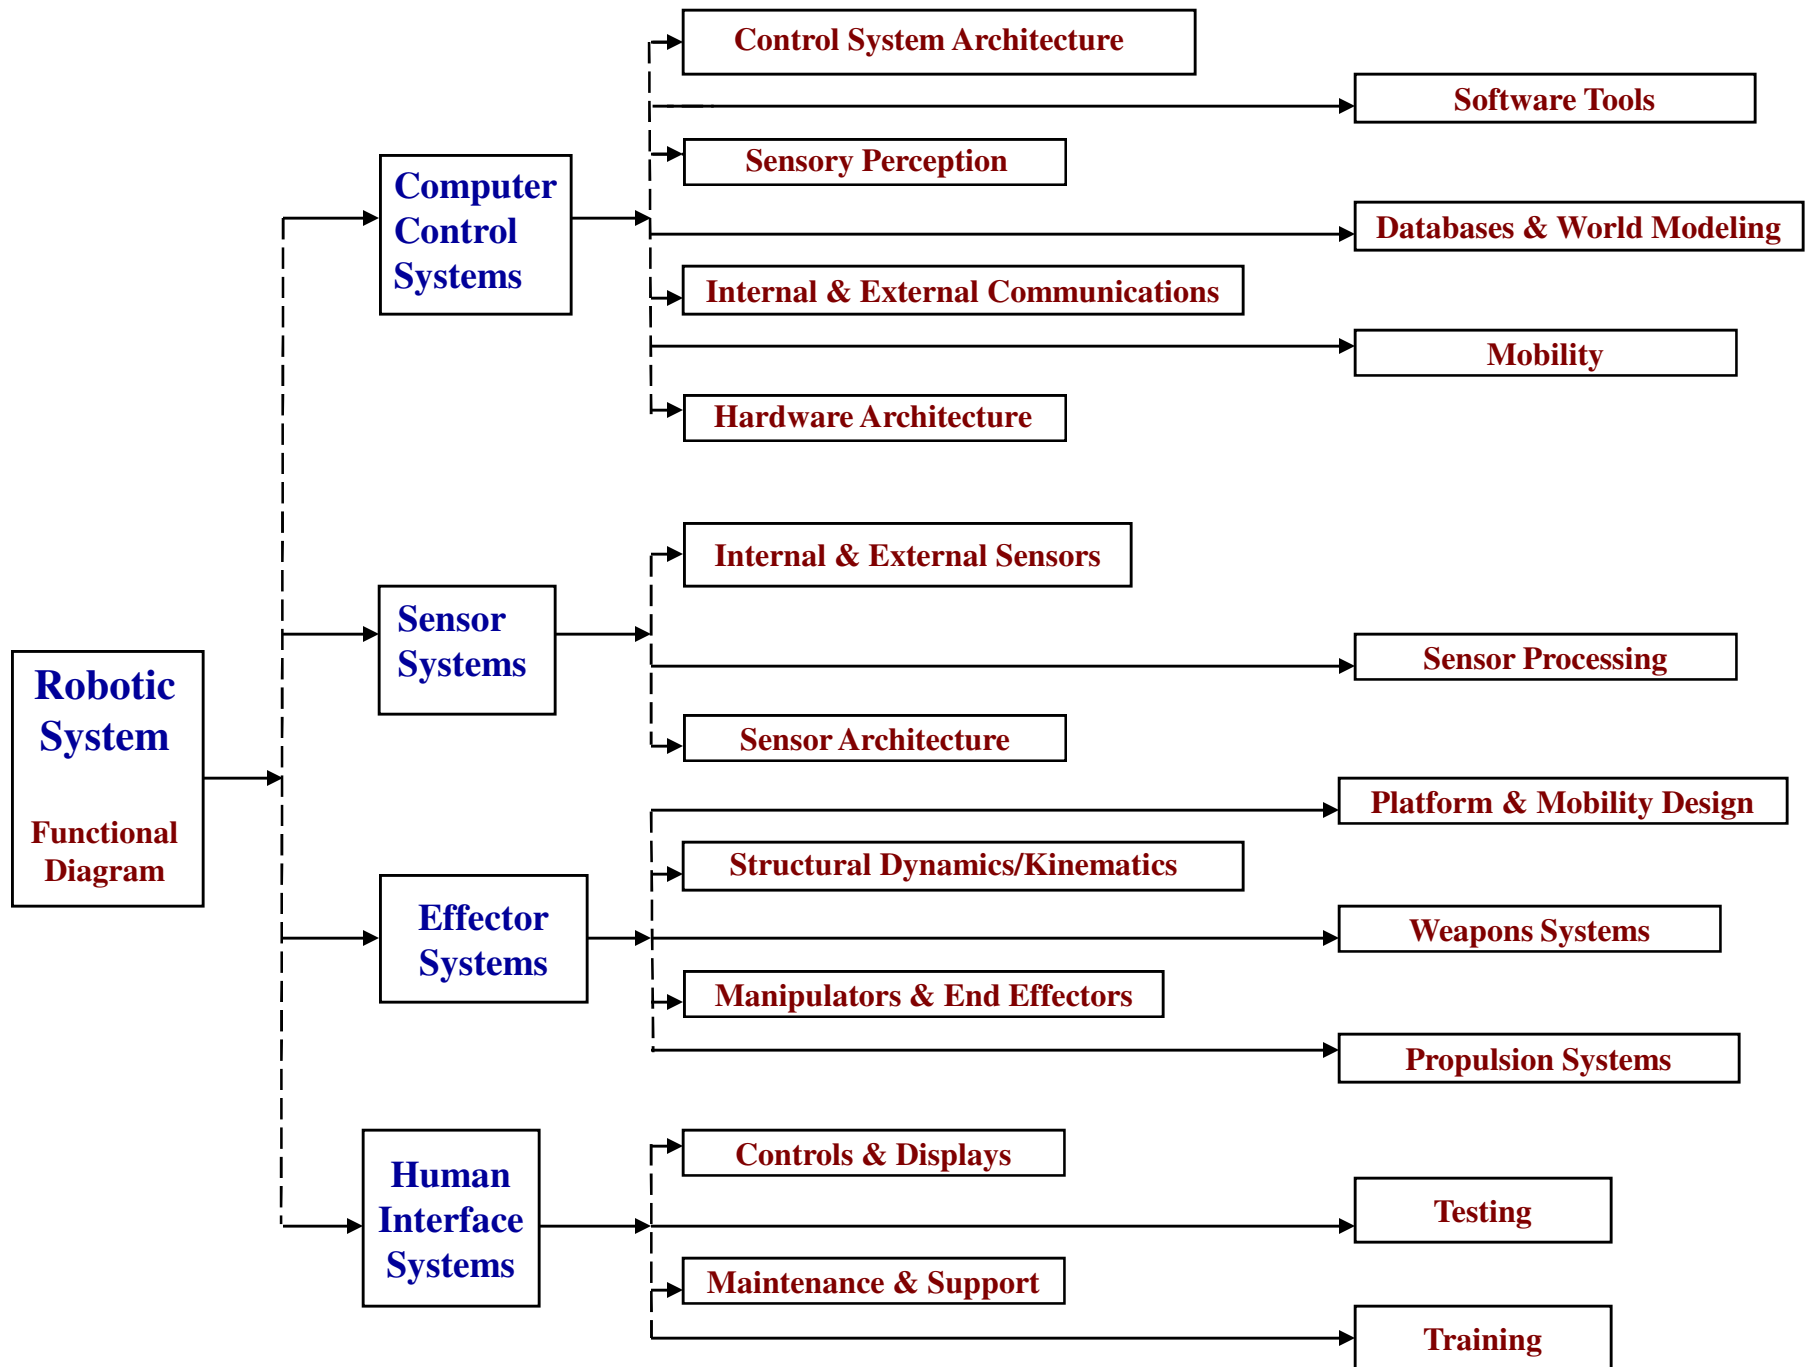 Robotic
System
Functional
Diagram
Computer
Control
Systems
Control System Architecture
Software Tools
Sensory Perception
Databases & World Modeling
Internal & External Communications
Mobility
Hardware Architecture
Sensor
Systems
Internal & External Sensors
Sensor Processing
Sensor Architecture
Effector
Systems
Platform & Mobility Design
Structural Dynamics/Kinematics
Weapons Systems
Manipulators & End Effectors
Propulsion Systems
Human
Interface
Systems
Controls & Displays
Testing
Maintenance & Support
Training